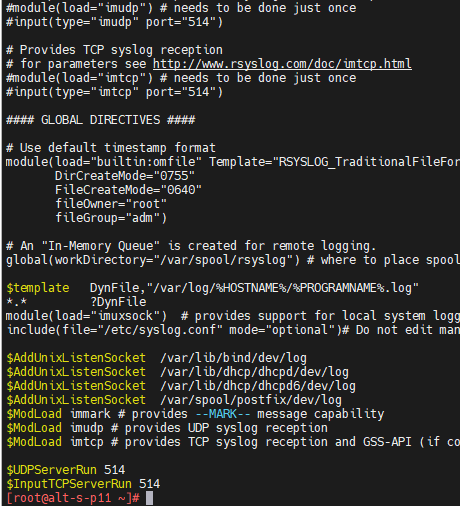 #module(load="imudp") # needs to be done just once
#input(type="imudp" port="514")
# Provides TCP syslog reception
# for parameters see http://www.rsyslog.com/doc/imtcp.html
#module(load="imtcp") # needs to be done just once
#input(type="imtcp" port="514")
#### GLOBAL DIRECTIVES ####
# Use default timestamp format
module(load="builtin:omfile" Template="RSYSLOG_TraditionalFileFor
DirCreateMode="0755"
FileCreateMode="0640"
fileOwner="root"
fileGroup="adm")
# An "In-Memory Queue" is created for remote logging.
global(workDirectory="/var/spool/rsyslog") # where to place spool
$template   DynFile,"/var/log/%HOSTNAME%/%PROGRAMNAME%.log"
*.*        ?DynFile
module(load="imuxsock")  # provides support for local system logg
include(file="/etc/syslog.conf" mode="optional")# Do not edit man
$AddUnixListenSocket  /var/lib/bind/dev/log
$AddUnixListenSocket  /var/lib/dhcp/dhcpd/dev/log
$AddUnixListenSocket  /var/lib/dhcp/dhcpd6/dev/log
$AddUnixListenSocket  /var/spool/postfix/dev/log
$ModLoad immark # provides --MARK-- message capability
$ModLoad imudp # provides UDP syslog reception
$ModLoad imtcp # provides TCP syslog reception and GSS-API (if co
$UDPServerRun 514
$InputTCPServerRun 514
[root@alt-s-p11 ~]#